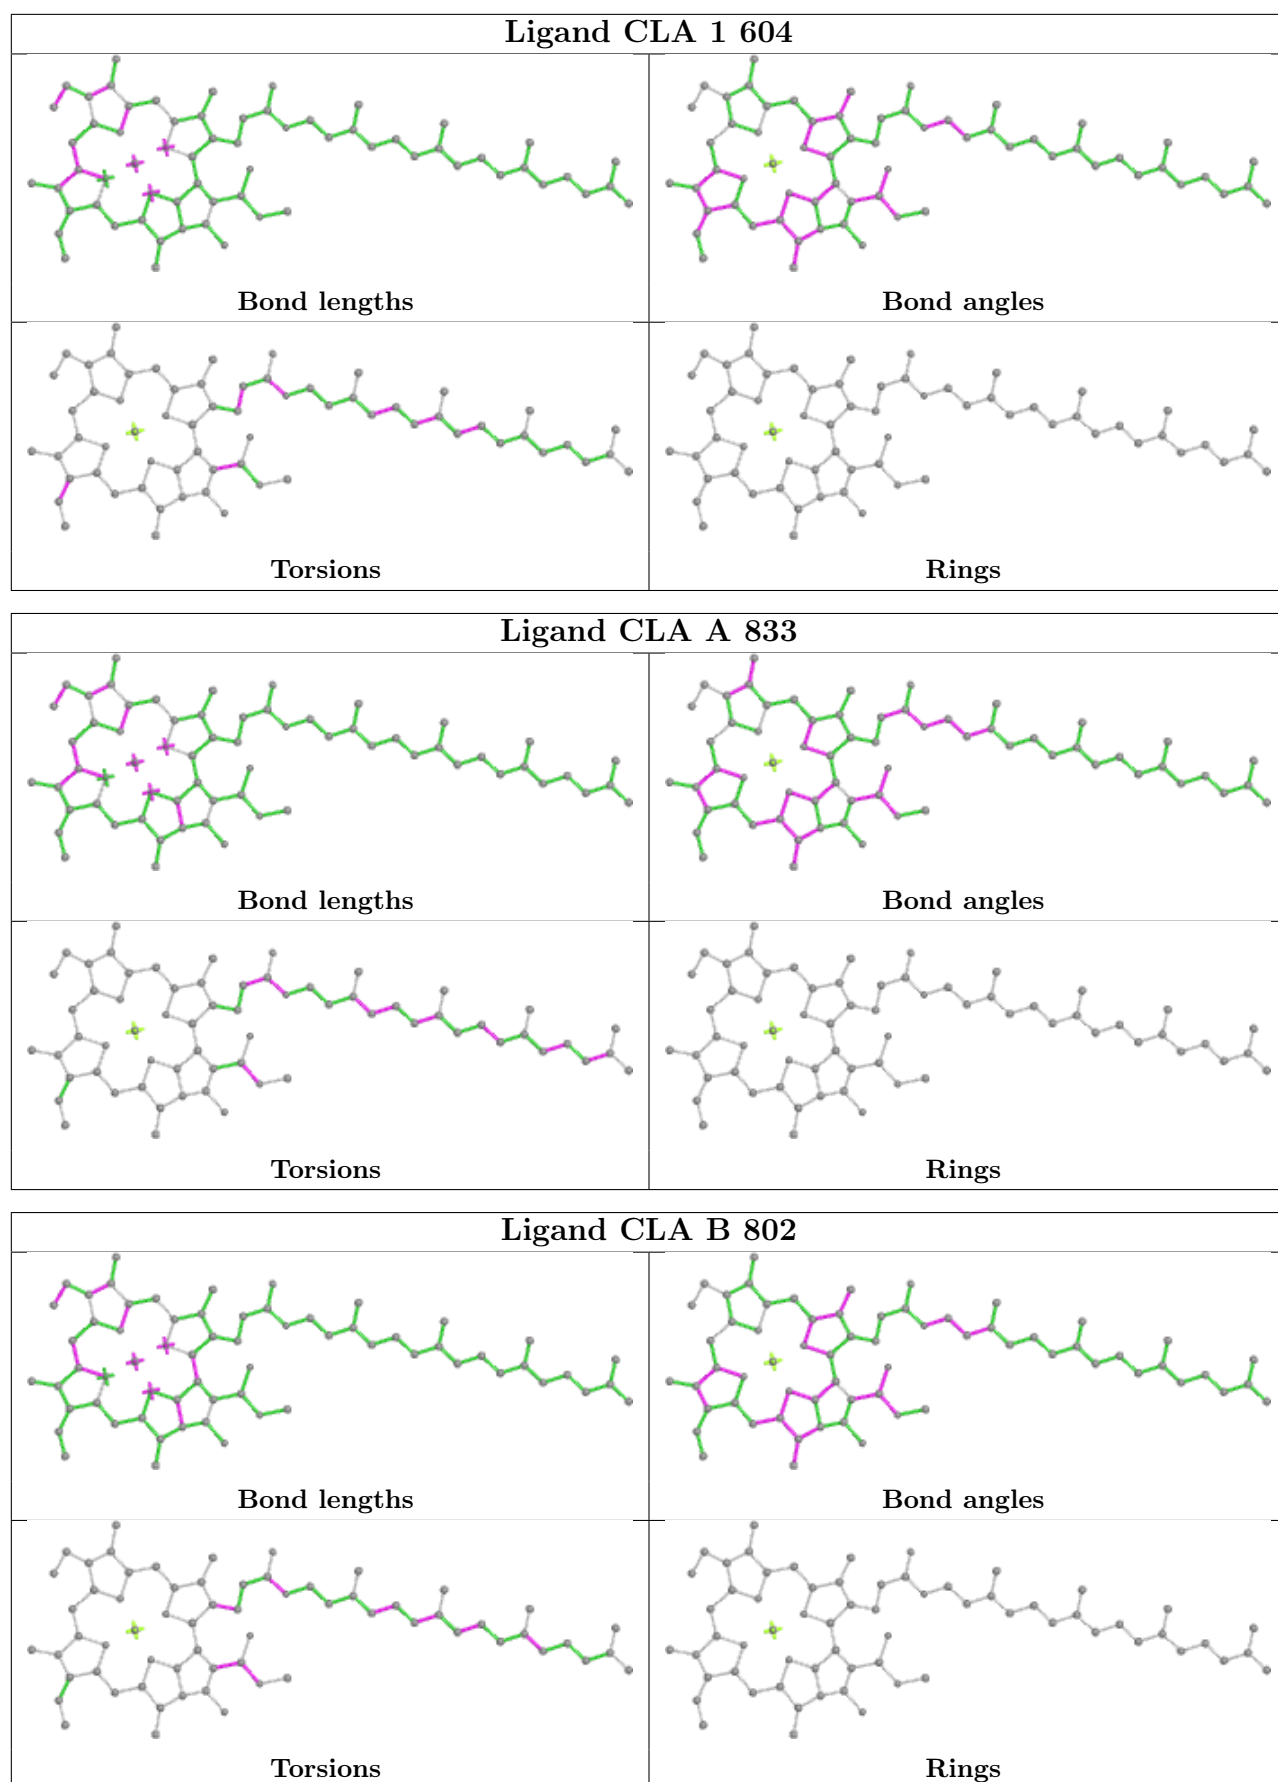 Ligand CLA 1 604
Bond lengths
Bond angles
Torsions
Rings
Ligand CLA A 833
Bond lengths
Bond angles
Torsions
Rings
Ligand CLA B 802
Bond lengths
Bond angles
Torsions
Rings